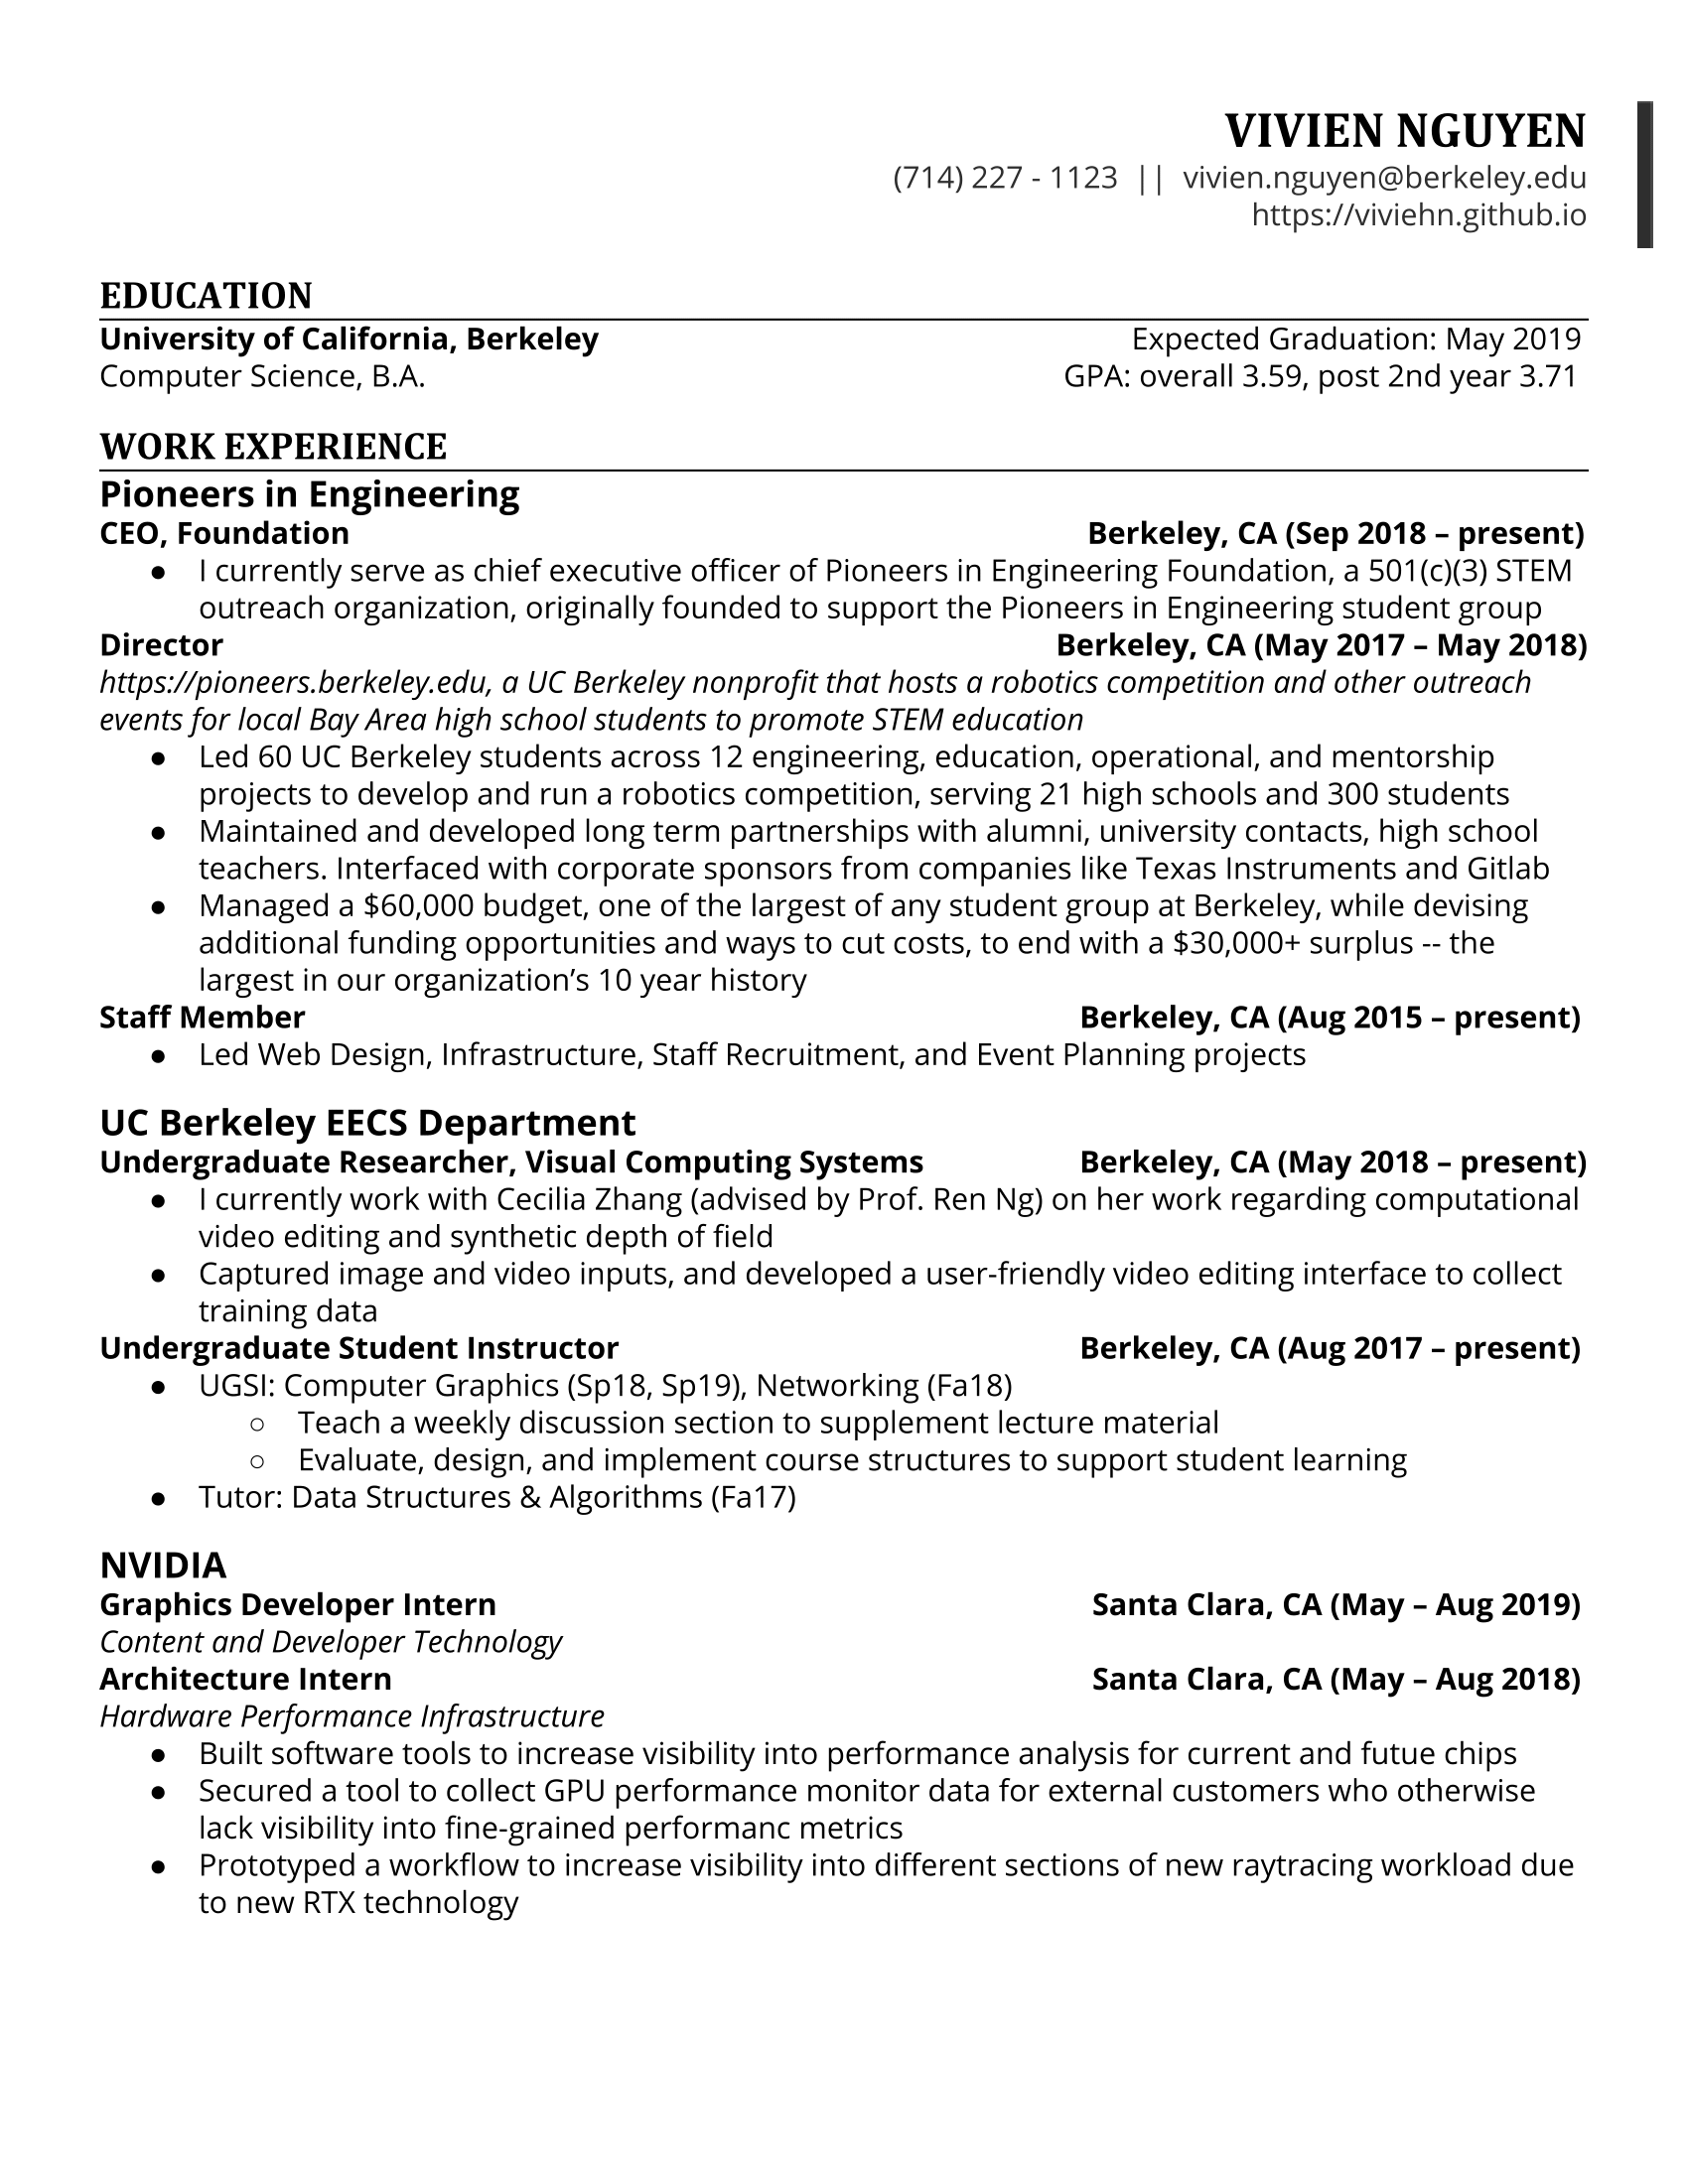 VIVIEN NGUYEN
(714) 227 - 1123 || vivien.nguyen@berkeley.edu
https://viviehn.github.io
EDUCATION
University of California, Berkeley Expected Graduation: May 2019
Computer Science, B.A. GPA: overall 3.59, post 2nd year 3.71
WORK EXPERIENCE
Pioneers in Engineering
CEO, Foundation Berkeley, CA (Sep 2018 – present)
● I currently serve as chief executive officer of Pioneers in Engineering Foundation, a 501(c)(3) STEM
outreach organization, originally founded to support the Pioneers in Engineering student group
Director Berkeley, CA (May 2017 – May 2018)
https://pioneers.berkeley.edu, a UC Berkeley nonprofit that hosts a robotics competition and other outreach
events for local Bay Area high school students to promote STEM education
● Led 60 UC Berkeley students across 12 engineering, education, operational, and mentorship
projects to develop and run a robotics competition, serving 21 high schools and 300 students
● Maintained and developed long term partnerships with alumni, university contacts, high school
teachers. Interfaced with corporate sponsors from companies like Texas Instruments and Gitlab
● Managed a $60,000 budget, one of the largest of any student group at Berkeley, while devising
additional funding opportunities and ways to cut costs, to end with a $30,000+ surplus -- the
largest in our organization’s 10 year history
Staff Member Berkeley, CA (Aug 2015 – present)
● Led Web Design, Infrastructure, Staff Recruitment, and Event Planning projects
UC Berkeley EECS Department
Undergraduate Researcher, Visual Computing Systems Berkeley, CA (May 2018 – present)
● I currently work with Cecilia Zhang (advised by Prof. Ren Ng) on her work regarding computational
video editing and synthetic depth of field
● Captured image and video inputs, and developed a user-friendly video editing interface to collect
training data
Undergraduate Student Instructor Berkeley, CA (Aug 2017 – present)
● UGSI: Computer Graphics (Sp18, Sp19), Networking (Fa18)
○ Teach a weekly discussion section to supplement lecture material
○ Evaluate, design, and implement course structures to support student learning
● Tutor: Data Structures & Algorithms (Fa17)
NVIDIA
Graphics Developer Intern Santa Clara, CA (May – Aug 2019)
Content and Developer Technology
Architecture Intern Santa Clara, CA (May – Aug 2018)
Hardware Performance Infrastructure
● Built software tools to increase visibility into performance analysis for current and futue chips
● Secured a tool to collect GPU performance monitor data for external customers who otherwise
lack visibility into fine-grained performanc metrics
● Prototyped a workflow to increase visibility into different sections of new raytracing workload due
to new RTX technology